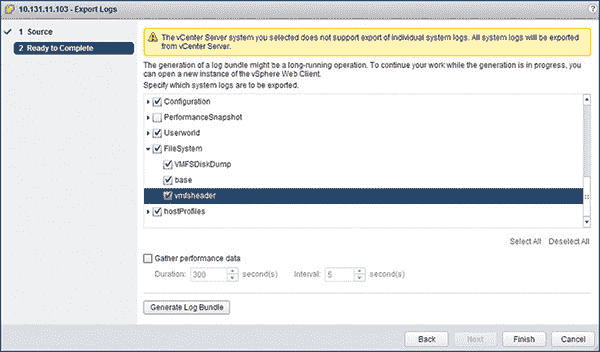 10.131.11.103 - Export Logs
1 Source
2 Ready to Complete
The vCenter Server system you selected does not support export of individual system logs. All system logs will be exported
from vCenter Server.
The generation of a log bundle might be a long-running operation. To continue your work while the generation is in progress, you
can open a new instance of the vSphere Web Client.
Specify which system logs are to be exported.
Configuration
PerformanceSnapshot
Userworld
FileSystem
VMFSDiskDump
base
vmfsheader
hostProfiles
Select All Deselect All
Gather performance data
Duration: 300 second(s) Interval: 5 second(s)
Generate Log Bundle
Back Next Finish Cancel